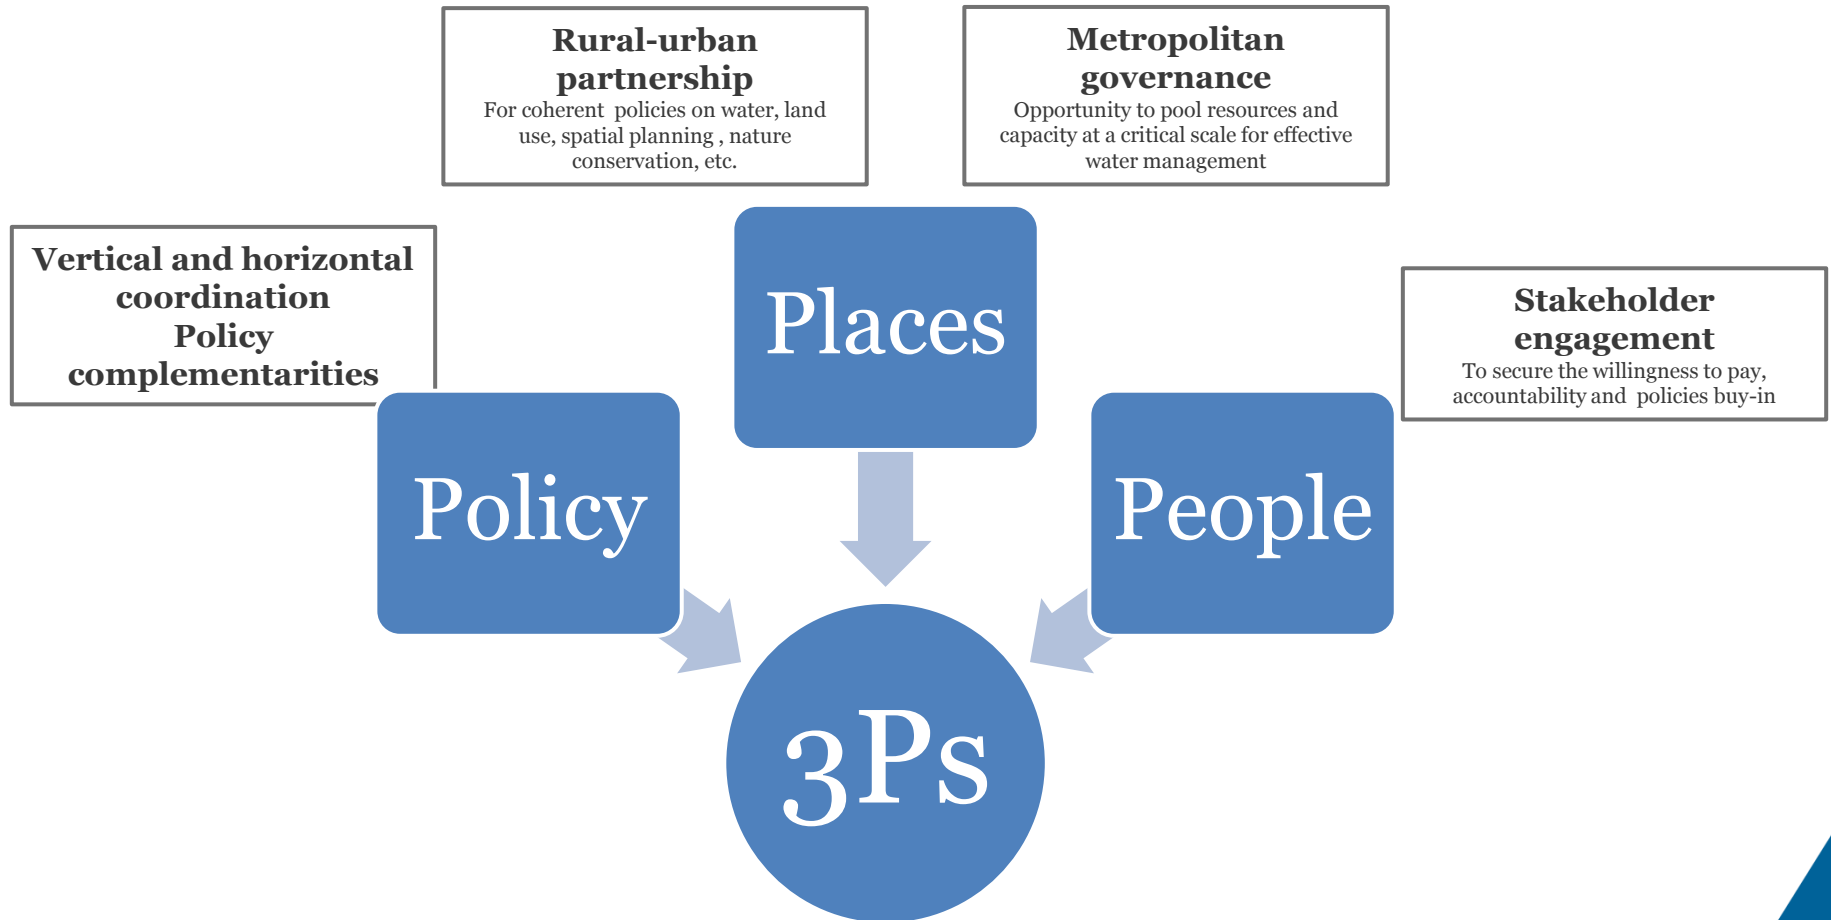 Rural-urban
partnership
For coherent policies on water, land
use, spatial planning , nature
conservation, etc.
Metropolitan
governance
Opportunity to pool resources and
capacity at a critical scale for effective
water management
Vertical and horizontal
coordination
Policy
complementarities
Places
Stakeholder
engagement
To secure the willingness to pay,
accountability and policies buy-in
Policy
People
3Ps